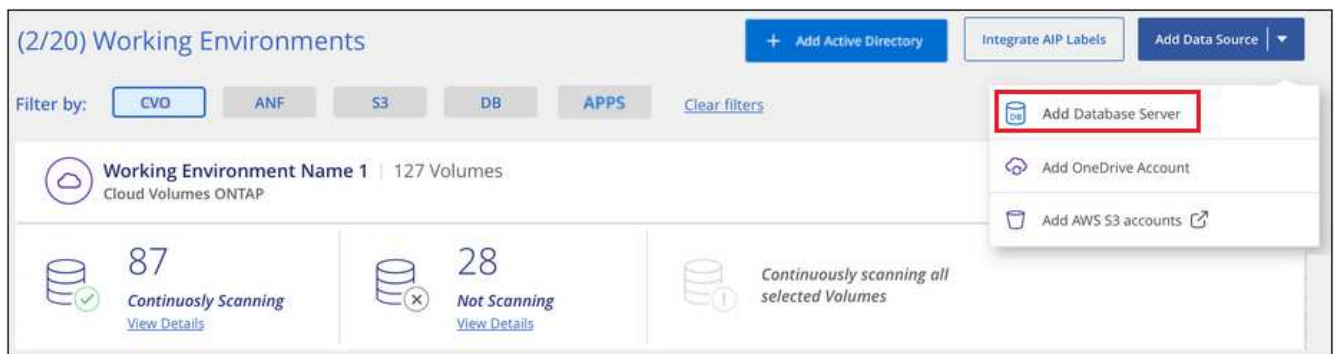 (2/20) Working Environments
+ Add Active Directory
Integrate AIP Labels
Add Data Source
Filter by: CVO ANF S3 DB APPS Clear filters
DB Add Database Server
Add OneDrive Account
Add AWS S3 accounts
Working Environment Name 1 | 127 Volumes
Cloud Volumes ONTAP
87
Continuosly Scanning
View Details
28
Not Scanning
View Details
Continuously scanning all
selected Volumes